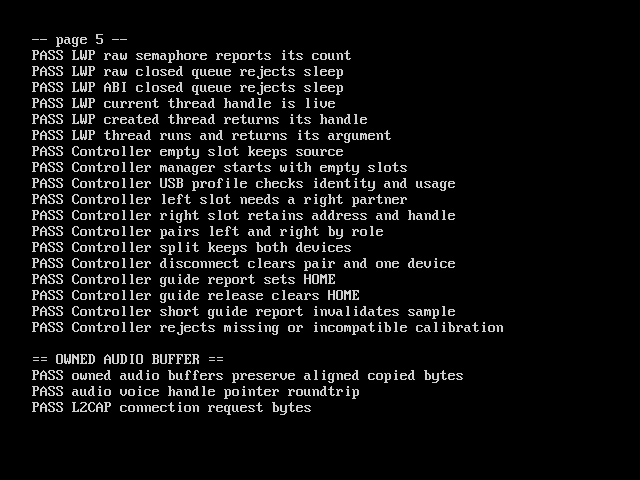 -- page 5 --
PASS LWP raw semaphore reports its count
PASS LWP raw closed queue rejects sleep
PASS LWP ABI closed queue rejects sleep
PASS LWP current thread handle is live
PASS LWP created thread returns its handle
PASS LWP thread runs and returns its argument
PASS Controller empty slot keeps source
PASS Controller manager starts with empty slots
PASS Controller USB profile checks identity and usage
PASS Controller left slot needs a right partner
PASS Controller right slot retains address and handle
PASS Controller pairs left and right by role
PASS Controller split keeps both devices
PASS Controller disconnect clears pair and one device
PASS Controller guide report sets HOME
PASS Controller guide release clears HOME
PASS Controller short guide report invalidates sample
PASS Controller rejects missing or incompatible calibration
== OWNED AUDIO BUFFER ==
PASS owned audio buffers preserve aligned copied bytes
PASS audio voice handle pointer roundtrip
PASS L2CAP connection request bytes